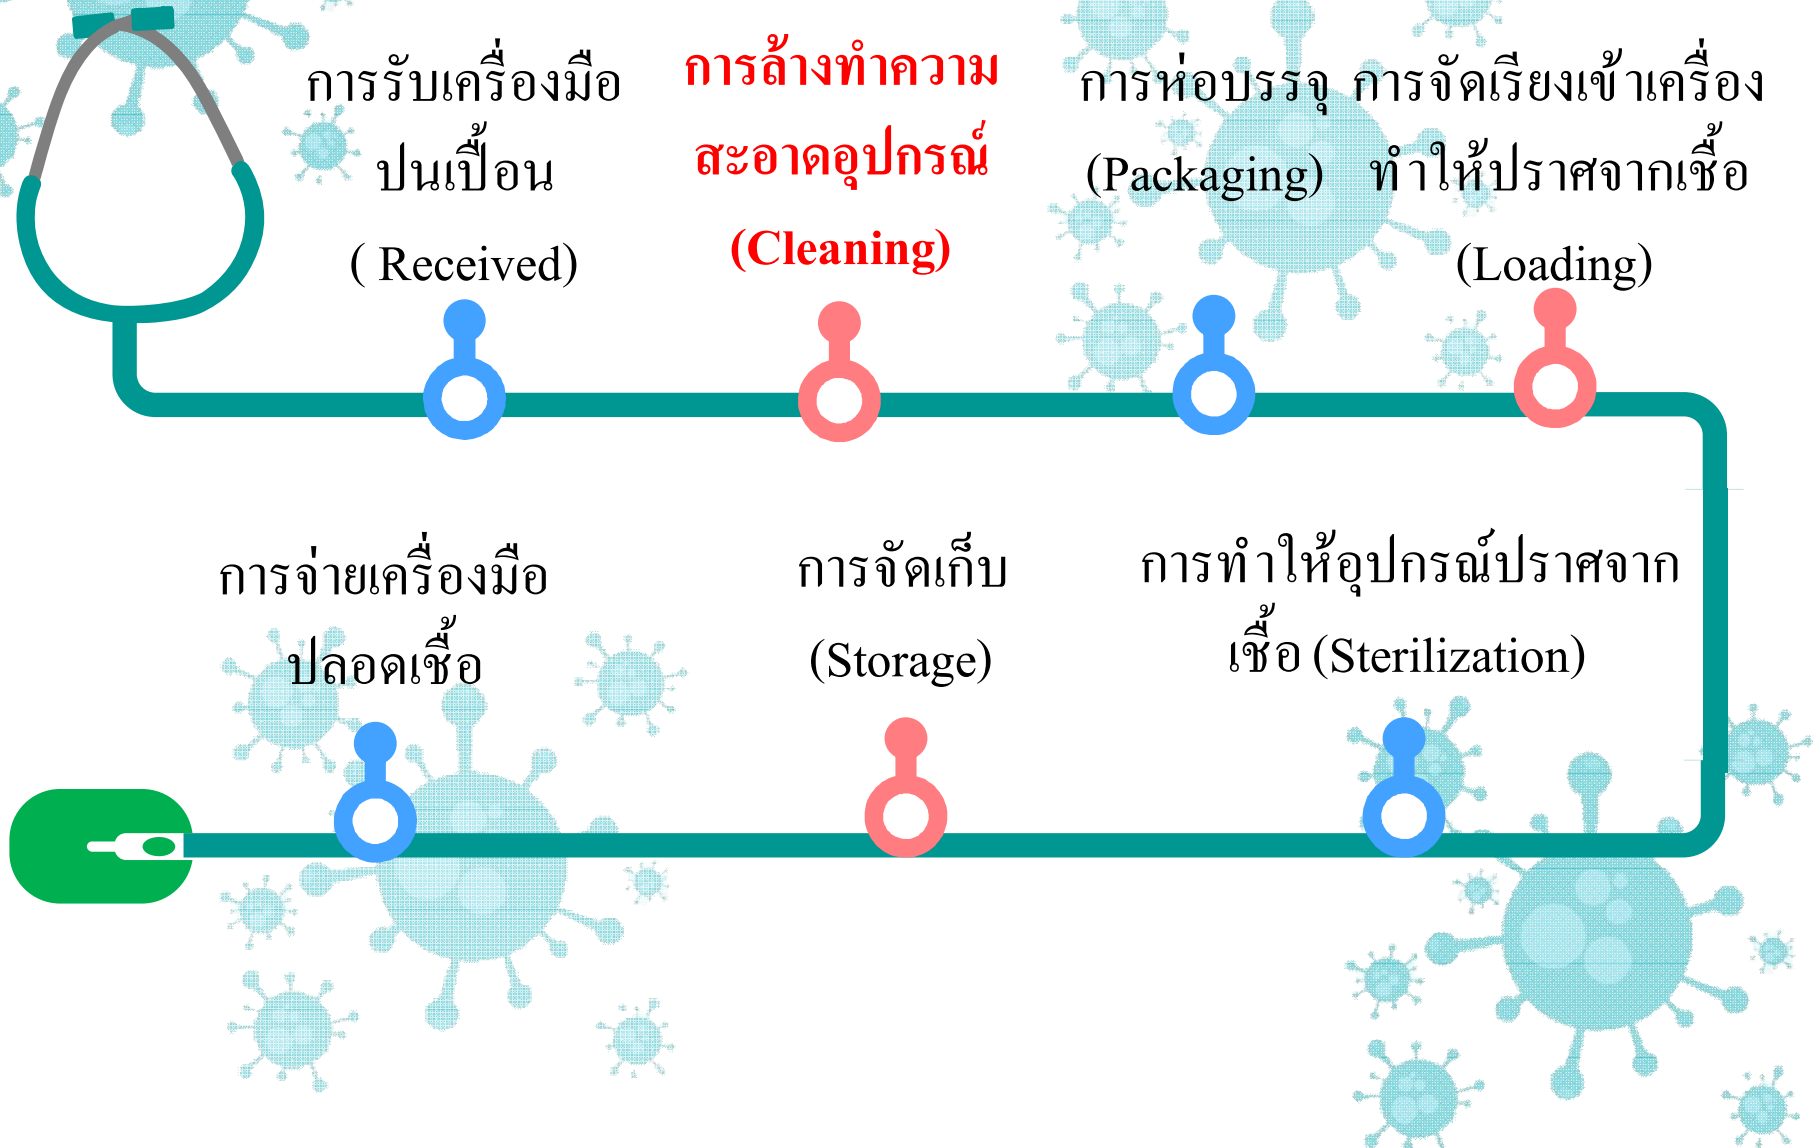 การรับเครื่องมือ
ปนเปื้อน
( Received)
การล้างทำความ
สะอาดอุปกรณ์
(Cleaning)
การห่อบรรจุ
(Packaging)
การจัดเรียงเข้าเครื่อง
ทำให้ปราศจากเชื้อ
(Loading)
การทำให้อุปกรณ์ปราศจาก
เชื้อ (Sterilization)
การจัดเก็บ
(Storage)
การจ่ายเครื่องมือ
ปลอดเชื้อ